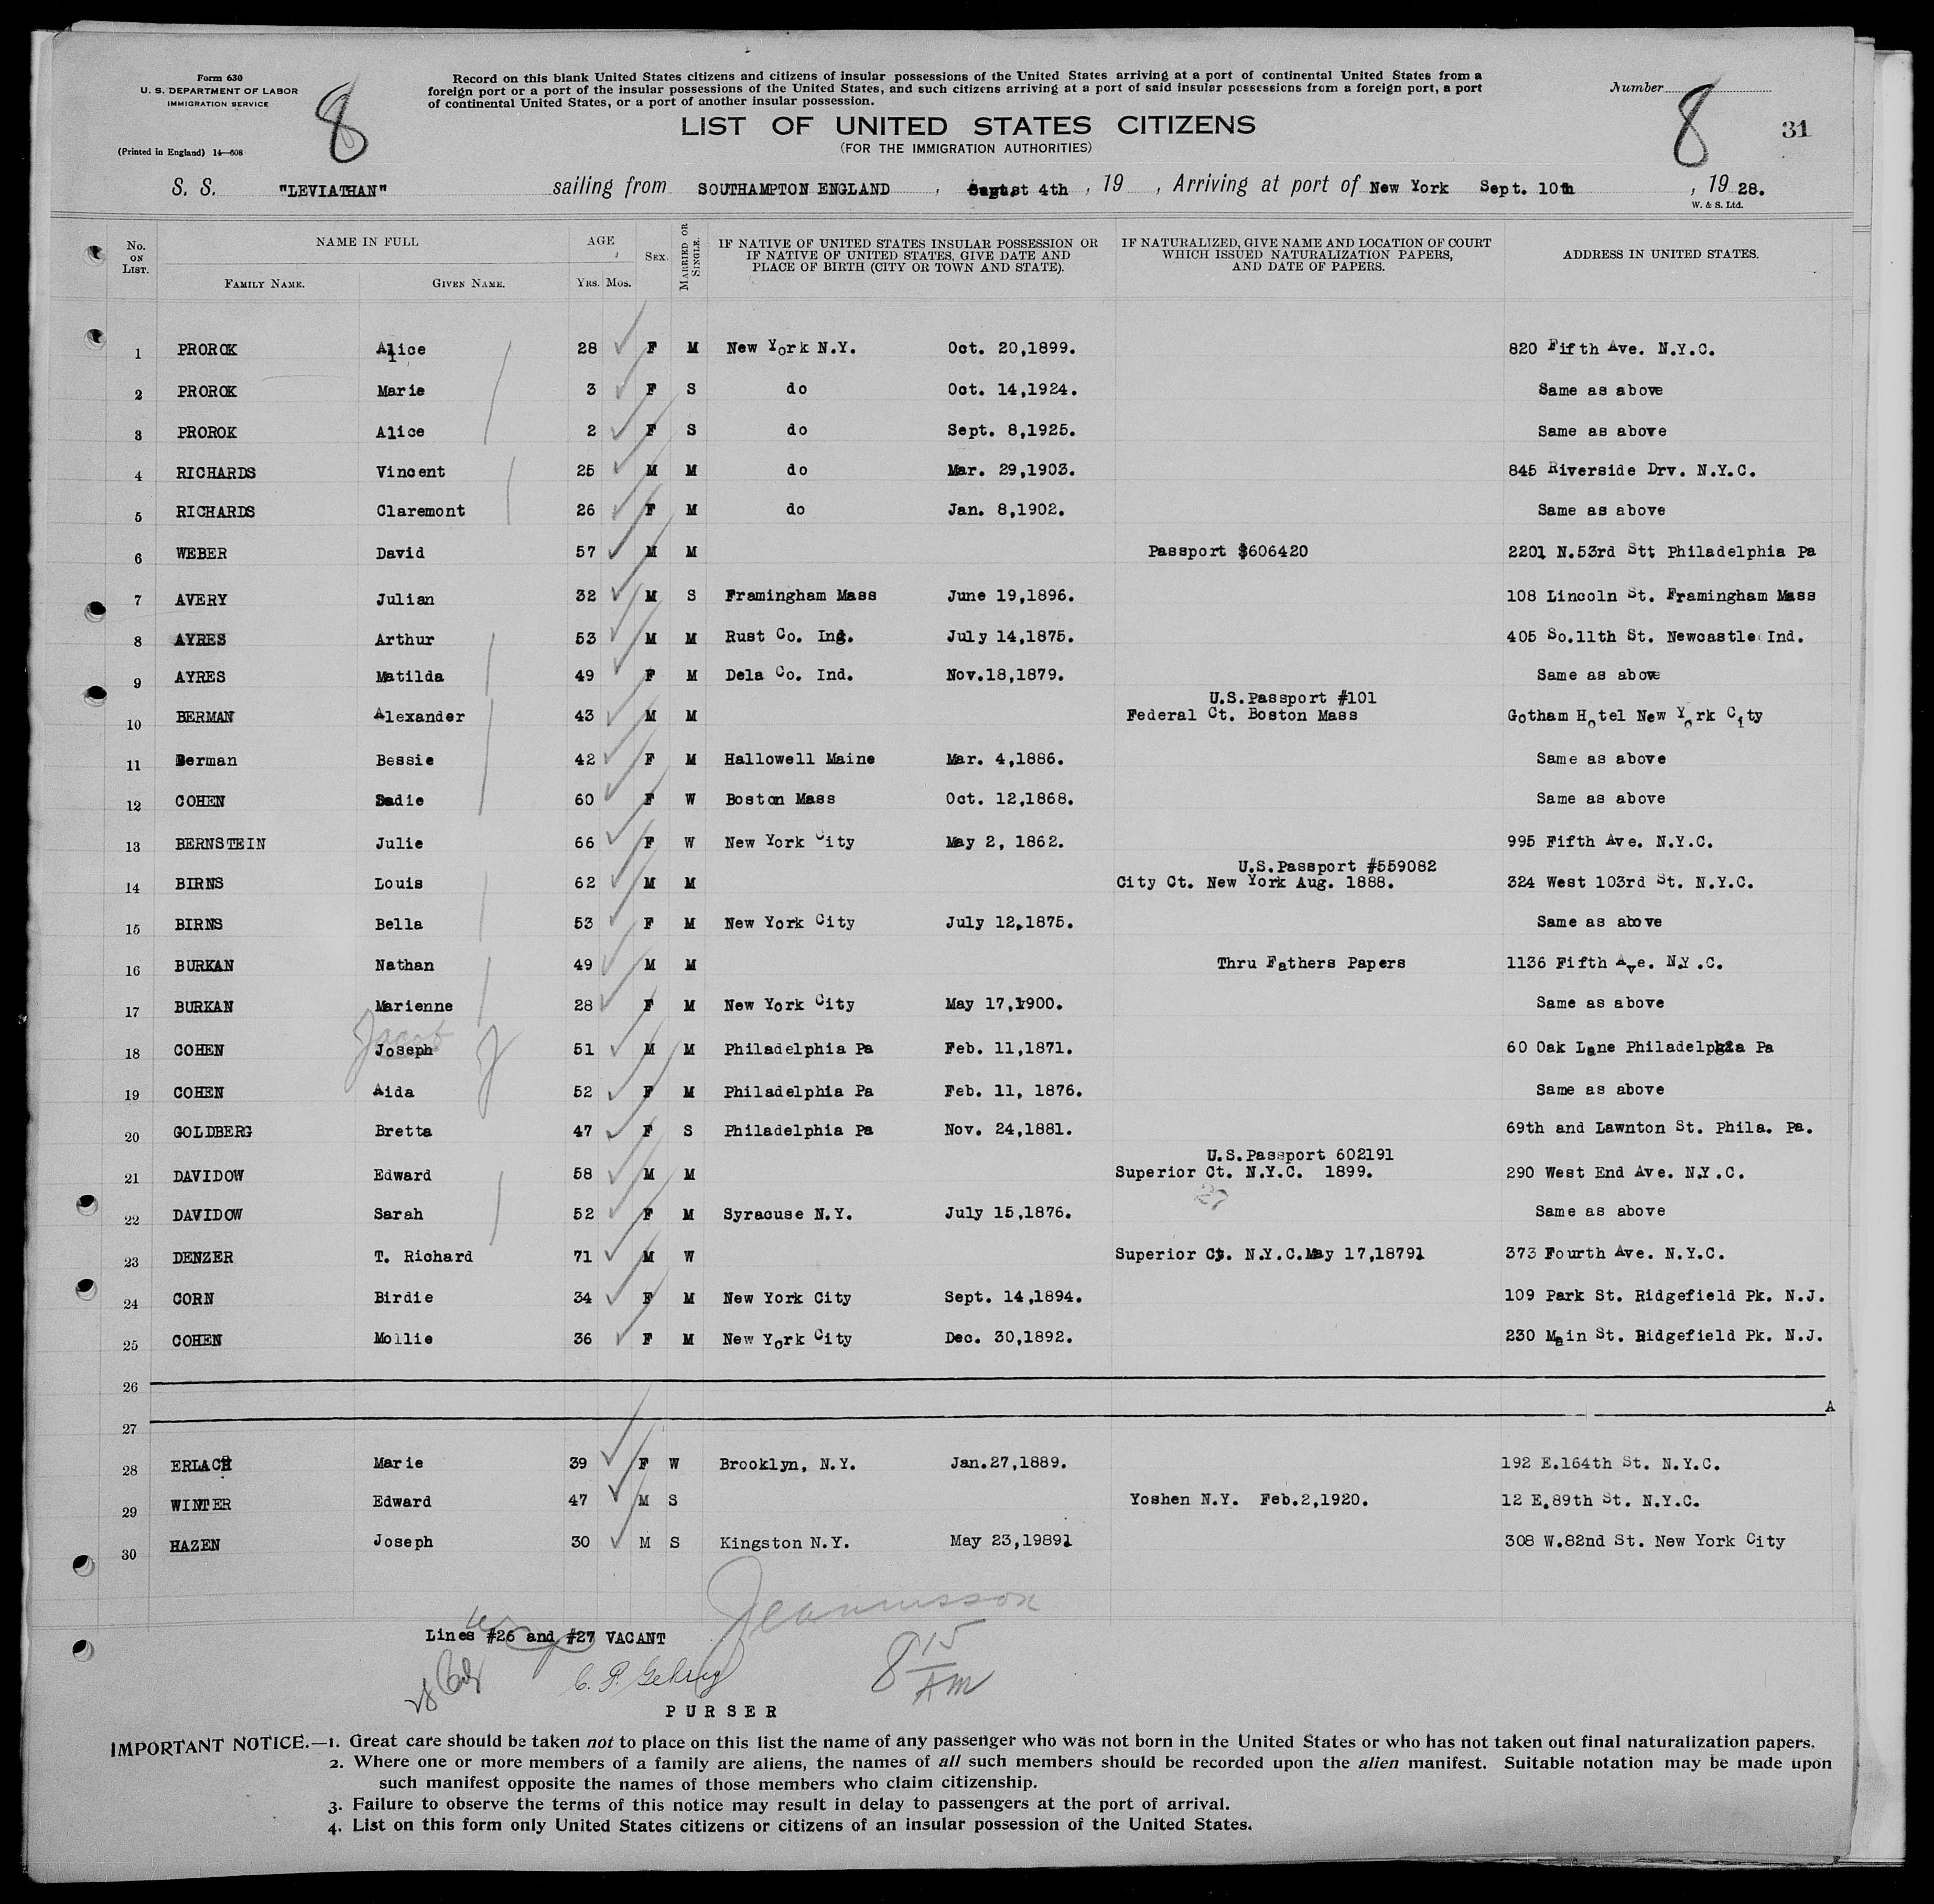 Form 630
U. S. DEPARTMENT OF LABOR
IMMIGRATION SERVICE
(Printed in England) 14—608
8
Record on this blank United States citizens and citizens of insular possessions of the United States arriving at a port of continental United States from a
foreign port or a port of the insular possessions of the United States, and such citizens arriving at a port of said insular possessions from a foreign port, a port
of continental United States, or a port of another insular possession.
Number
8
31
LIST OF UNITED STATES CITIZENS
(FOR THE IMMIGRATION AUTHORITIES)
S. S. "LEVIATHAN" sailing from SOUTHAMPTON ENGLAND , 4th , 19 , Arriving at port of New York Sept. 10th , 19 28.
W. & S. Ltd.
No. ON LIST. NAME IN FULL AGE SEX. MARRIED OR SINGLE. IF NATIVE OF UNITED STATES INSULAR POSSESSION OR IF NATIVE OF UNITED STATES, GIVE DATE AND PLACE OF BIRTH (CITY OR TOWN AND STATE). IF NATURALIZED, GIVE NAME AND LOCATION OF COURT WHICH ISSUED NATURALIZATION PAPERS, AND DATE OF PAPERS. ADDRESS IN UNITED STATES.
FAMILY NAME. GIVEN NAME. YRS. MOS.
1 PROROK Alice 28 F M New York N.Y. Oct. 20,1899. 820 Fifth Ave. N.Y.C.
2 PROROK Marie 3 F S do Oct. 14,1924. Same as above
3 PROROK Alice 2 F S do Sept. 8,1925. Same as above
4 RICHARDS Vincent 25 M M do Mar. 29,1903. 845 Riverside Drv. N.Y.C.
5 RICHARDS Claremont 26 F M do Jan. 8,1902. Same as above
6 WEBER David 57 M M Passport $606420 2201 N.53rd Stt Philadelphia Pa
7 AVERY Julian 32 M S Framingham Mass June 19,1896. 108 Lincoln St. Framingham Mass
8 AYRES Arthur 53 M M Rust Co. Ind. July 14,1875. 405 So.11th St. Newcastle Ind.
9 AYRES Matilda 49 F M Dela Co. Ind. Nov.18,1879. Same as above
U.S.Passport #101
10 BERMAN Alexander 43 M M Federal Ct. Boston Mass Gotham Hotel New York City
11 Berman Bessie 42 F M Hallowell Maine Mar. 4,1886. Same as above
12 COHEN Sadie 60 F W Boston Mass Oct. 12,1868. Same as above
13 BERNSTEIN Julie 66 F W New York City May 2, 1862. 995 Fifth Ave. N.Y.C.
U.S.Passport #559082
14 BIRNS Louis 62 M M City Ct. New York Aug. 1888. 324 West 103rd St. N.Y.C.
15 BIRNS Bella 53 F M New York City July 12,1875. Same as above
16 BURKAN Nathan 49 M M Thru Fathers Papers 1136 Fifth Ave. N.Y.C.
17 BURKAN Marienne 28 F M New York City May 17,1900. Same as above
Jacob
18 COHEN Joseph 51 M M Philadelphia Pa Feb. 11,1871. 60 Oak Lane Philadelphia Pa
19 COHEN Aida 52 F M Philadelphia Pa Feb. 11, 1876. Same as above
20 GOLDBERG Bretta 47 F S Philadelphia Pa Nov. 24,1881. 69th and Lawnton St. Phila. Pa.
U.S.Passport 602191
21 DAVIDOW Edward 58 M M Superior Ct. N.Y.C. 1899. 290 West End Ave. N.Y.C.
27
22 DAVIDOW Sarah 52 F M Syracuse N.Y. July 15,1876. Same as above
23 DENZER T. Richard 71 M W Superior Ct. N.Y.C.May 17,18791 373 Fourth Ave. N.Y.C.
24 CORN Birdie 34 F M New York City Sept. 14,1894. 109 Park St. Ridgefield Pk. N.J.
25 COHEN Mollie 36 F M New York City Dec. 30,1892. 230 Main St. Ridgefield Pk. N.J.
26
27 A
28 ERLACH Marie 39 F W Brooklyn, N.Y. Jan.27,1889. 192 E.164th St. N.Y.C.
29 WINTER Edward 47 M S Yoshen N.Y. Feb.2,1920. 12 E.89th St. N.Y.C.
30 HAZEN Joseph 30 M S Kingston N.Y. May 23,19891 308 W.82nd St. New York City
Lines #26 and #27 VACANT
C. P. Gehrig
8 15 AM
PURSER
IMPORTANT NOTICE.—1. Great care should be taken not to place on this list the name of any passenger who was not born in the United States or who has not taken out final naturalization papers.
2. Where one or more members of a family are aliens, the names of all such members should be recorded upon the alien manifest. Suitable notation may be made upon
such manifest opposite the names of those members who claim citizenship.
3. Failure to observe the terms of this notice may result in delay to passengers at the port of arrival.
4. List on this form only United States citizens or citizens of an insular possession of the United States.